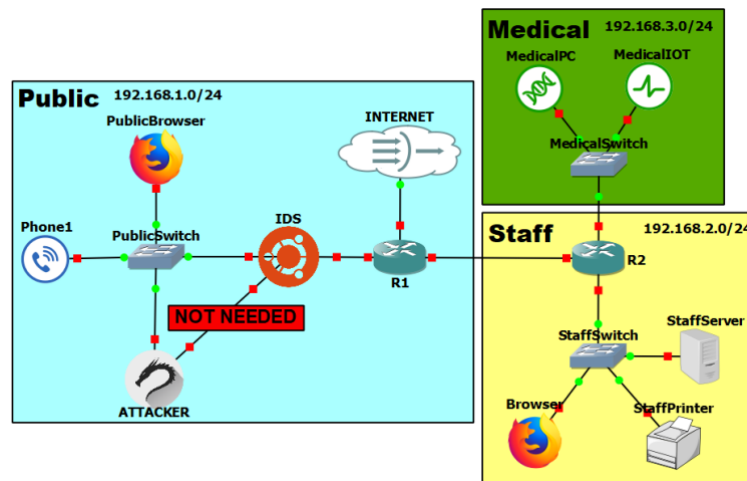 Medical 192.168.3.0/24
MedicalPC MedicalIOT
MedicalSwitch
Public 192.168.1.0/24
PublicBrowser
INTERNET
Phone1
PublicSwitch
IDS
R1
NOT NEEDED
ATTACKER
Staff 192.168.2.0/24
R2
StaffSwitch
StaffServer
Browser
StaffPrinter